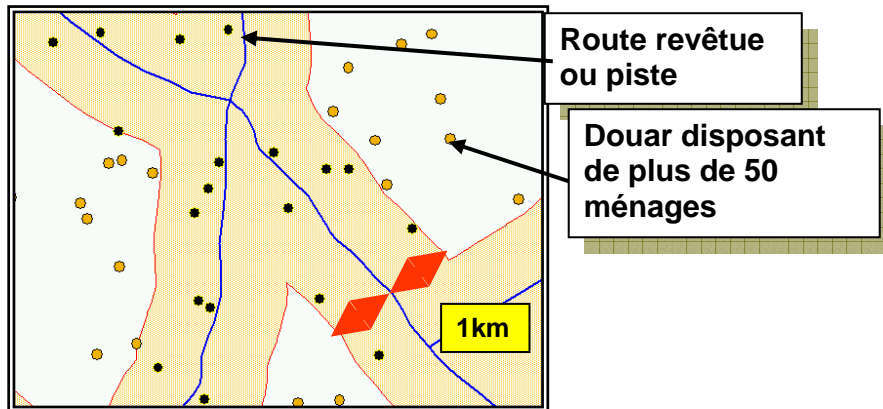 Route revêtue
ou piste
Douar disposant
de plus de 50
ménages
1km